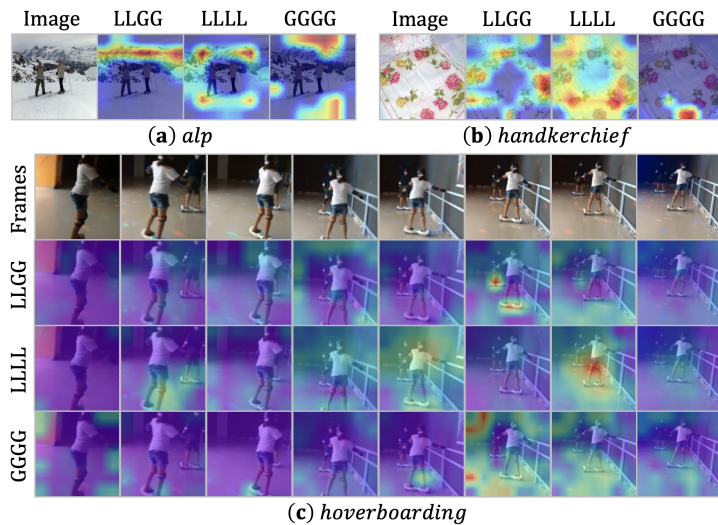 Image LLGG LLLL GGGG Image LLGG LLLL GGGG
(a) alp (b) handkerchief
Frames
LLGG
LLLL
GGGG
(c) hoverboarding